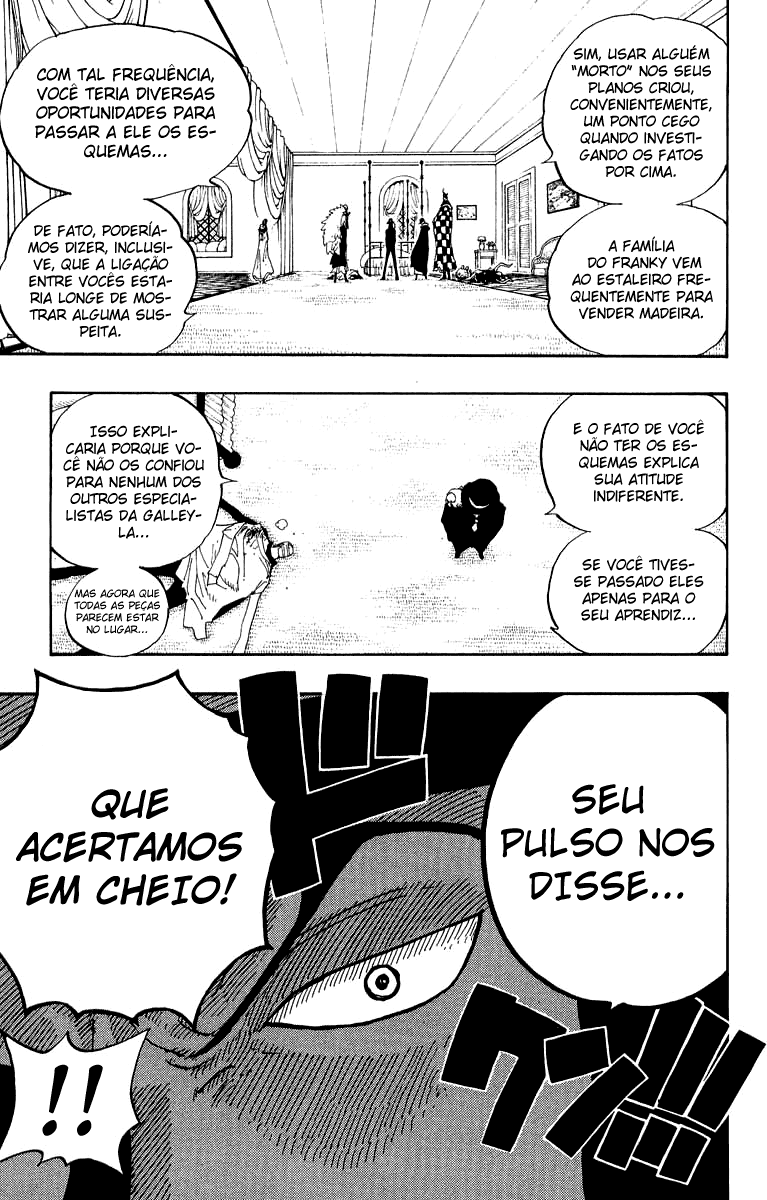 SIM, USAR ALGUÉM
"MORTO" NOS SEUS
PLANOS CRIOU,
CONVENIENTEMENTE,
UM PONTO CEGO
QUANDO INVESTI-
GANDO OS FATOS
POR CIMA.
A FAMÍLIA
DO FRANKY VEM
AO ESTALEIRO FRE-
QUENTEMENTE PARA
VENDER MADEIRA.
COM TAL FREQUÊNCIA,
VOCÊ TERIA DIVERSAS
OPORTUNIDADES PARA
PASSAR A ELE OS ES-
QUEMAS...
DE FATO, PODERÍA-
MOS DIZER, INCLUSI-
VE, QUE A LIGAÇÃO
ENTRE VOCÊS ESTA-
RIA LONGE DE MOS-
TRAR ALGUMA SUS-
PEITA.
E O FATO DE VOCÊ
NÃO TER OS ES-
QUEMAS EXPLICA
SUA ATITUDE
INDIFERENTE.
SE VOCÊ TIVES-
SE PASSADO ELES
APENAS PARA O
SEU APRENDIZ...
ISSO EXPLI-
CARIA PORQUE VO-
CÊ NÃO OS CONFIOU
PARA NENHUM DOS
OUTROS ESPECIA-
LISTAS DA GALLEY-
LA...
MAS AGORA QUE
TODAS AS PEÇAS
PARECEM ESTAR
NO LUGAR...
SEU
PULSO NOS
DISSE...
ドクン!!!
QUE
ACERTAMOS
EM CHEIO!
!!